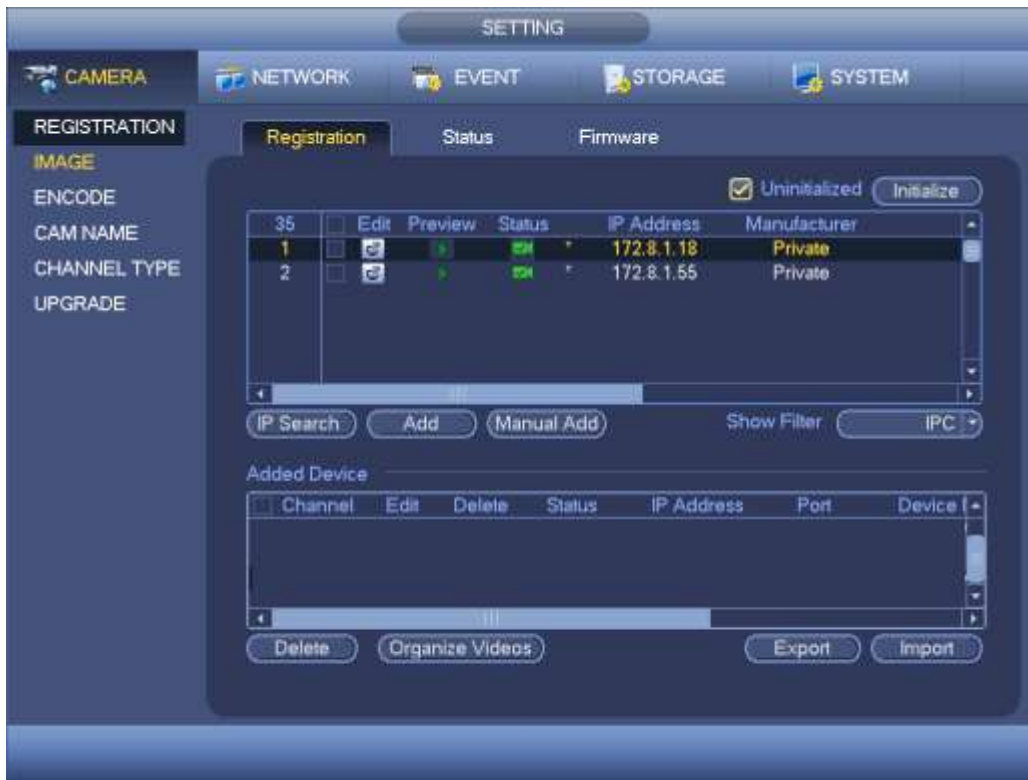 SETTING
CAMERA NETWORK EVENT STORAGE SYSTEM
REGISTRATION
IMAGE
ENCODE
CAM NAME
CHANNEL TYPE
UPGRADE
Registration Status Firmware
Uninitialized Initialize
35 Edit Preview Status IP Address Manufacturer
1 * 172.8.1.18 Private
2 * 172.8.1.55 Private
IP Search Add Manual Add Show Filter IPC
Added Device
Channel Edit Delete Status IP Address Port Device
Delete Organize Videos Export Import